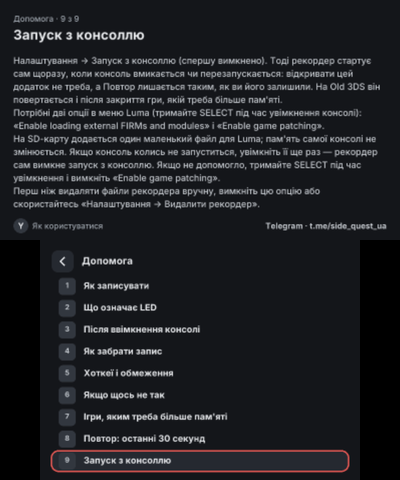 Допомога · 9 з 9
Запуск з консоллю
Налаштування → Запуск з консоллю (спершу вимкнено). Тоді рекордер стартує
сам щоразу, коли консоль вмикається чи перезапускається: відкривати цей
додаток не треба, а Повтор лишається таким, як ви його залишили. На Old 3DS він
повертається і після закриття гри, якій треба більше пам'яті.
Потрібні дві опції в меню Luma (тримайте SELECT під час увімкнення консолі):
«Enable loading external FIRMs and modules» і «Enable game patching».
На SD-карту додається один маленький файл для Luma; пам'ять самої консолі не
змінюється. Якщо консоль колись не запуститься, увімкніть її ще раз — рекордер
сам вимкне запуск з консоллю. Якщо не допомогло, тримайте SELECT під час
увімкнення і вимкніть «Enable game patching».
Перш ніж видаляти файли рекордера вручну, вимкніть цю опцію або
скористайтесь «Налаштування → Видалити рекордер».
Y Як користуватися
Telegram · t.me/side_quest_ua
Допомога
1 Як записувати
2 Що означає LED
3 Після ввімкнення консолі
4 Як забрати запис
5 Хоткеї і обмеження
6 Якщо щось не так
7 Ігри, яким треба більше пам'яті
8 Повтор: останні 30 секунд
9 Запуск з консоллю